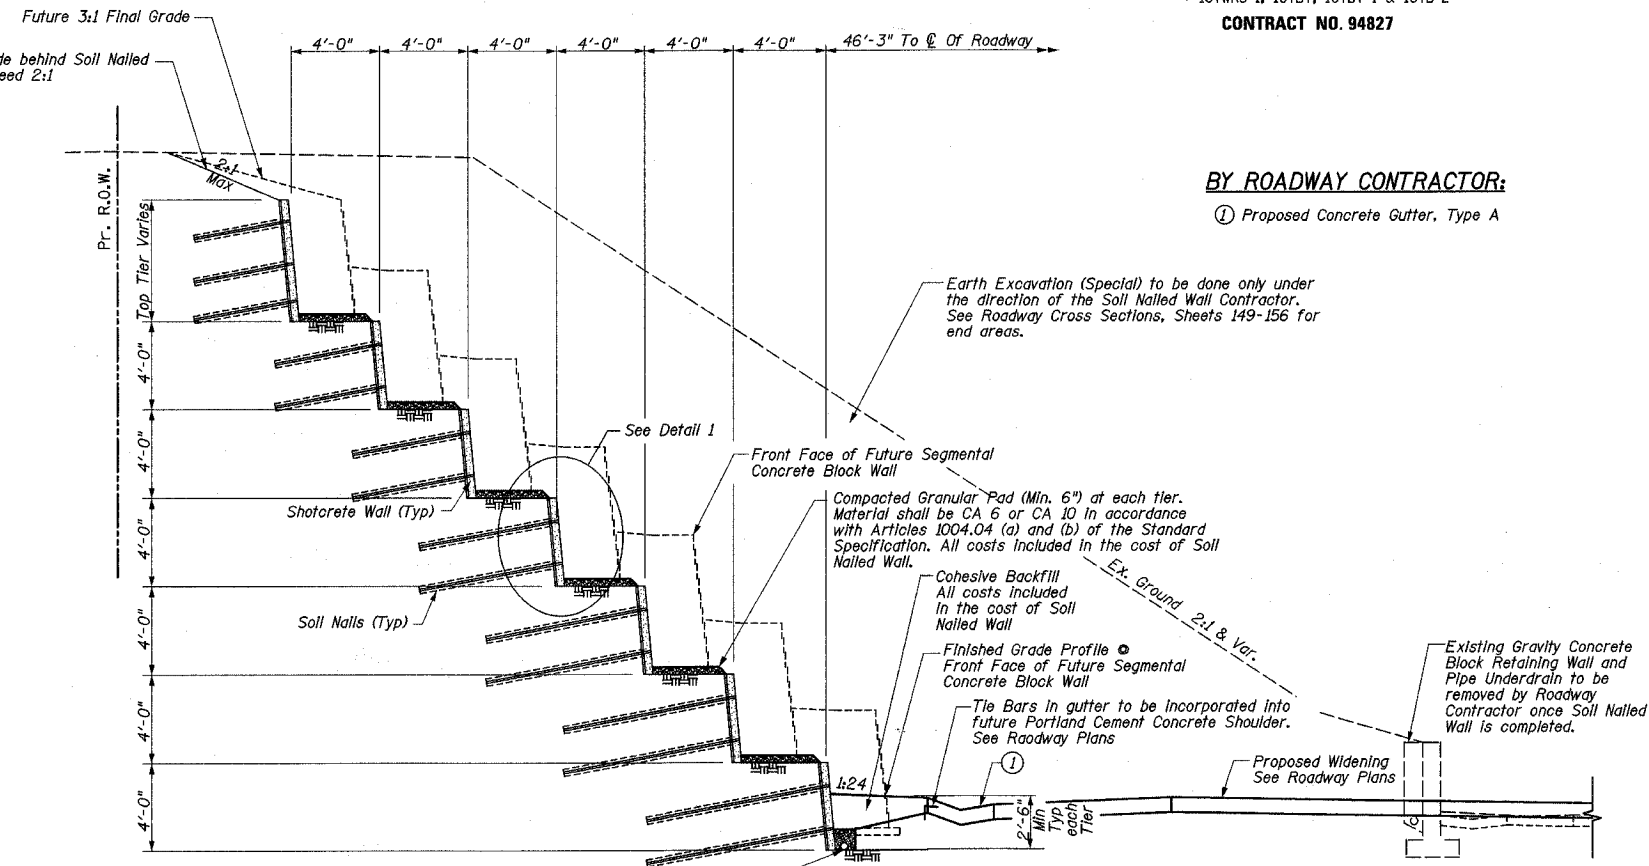 CONTRACT NO. 94827
Future 3:1 Final Grade
behind Soil Nailed
2:1
4'-0" 4'-0" 4'-0" 4'-0" 4'-0" 4'-0" 46'-3" To ℄ Of Roadway
Pr. R.O.W.
2:1
Max
Top Tier Varies
BY ROADWAY CONTRACTOR:
① Proposed Concrete Gutter, Type A
Earth Excavation (Special) to be done only under
the direction of the Soil Nailed Wall Contractor.
See Roadway Cross Sections, Sheets 149-156 for
end areas.
4'-0"
4'-0"
4'-0"
4'-0"
4'-0"
4'-0"
See Detail 1
Front Face of Future Segmental
Concrete Block Wall
Shotcrete Wall (Typ)
Compacted Granular Pad (Min. 6") at each tier.
Material shall be CA 6 or CA 10 in accordance
with Articles 1004.04 (a) and (b) of the Standard
Specification. All costs included in the cost of Soil
Nailed Wall.
Soil Nails (Typ)
Cohesive Backfill
All costs included
in the cost of Soil
Nailed Wall
Ex. Ground 2:1 & Var.
Finished Grade Profile @
Front Face of Future Segmental
Concrete Block Wall
Existing Gravity Concrete
Block Retaining Wall and
Pipe Underdrain to be
removed by Roadway
Contractor once Soil Nailed
Wall is completed.
Tie Bars in gutter to be incorporated into
future Portland Cement Concrete Shoulder.
See Raodway Plans
①
Proposed Widening
See Roadway Plans
1:24
2'-6"
Min
Typ
each
Tier